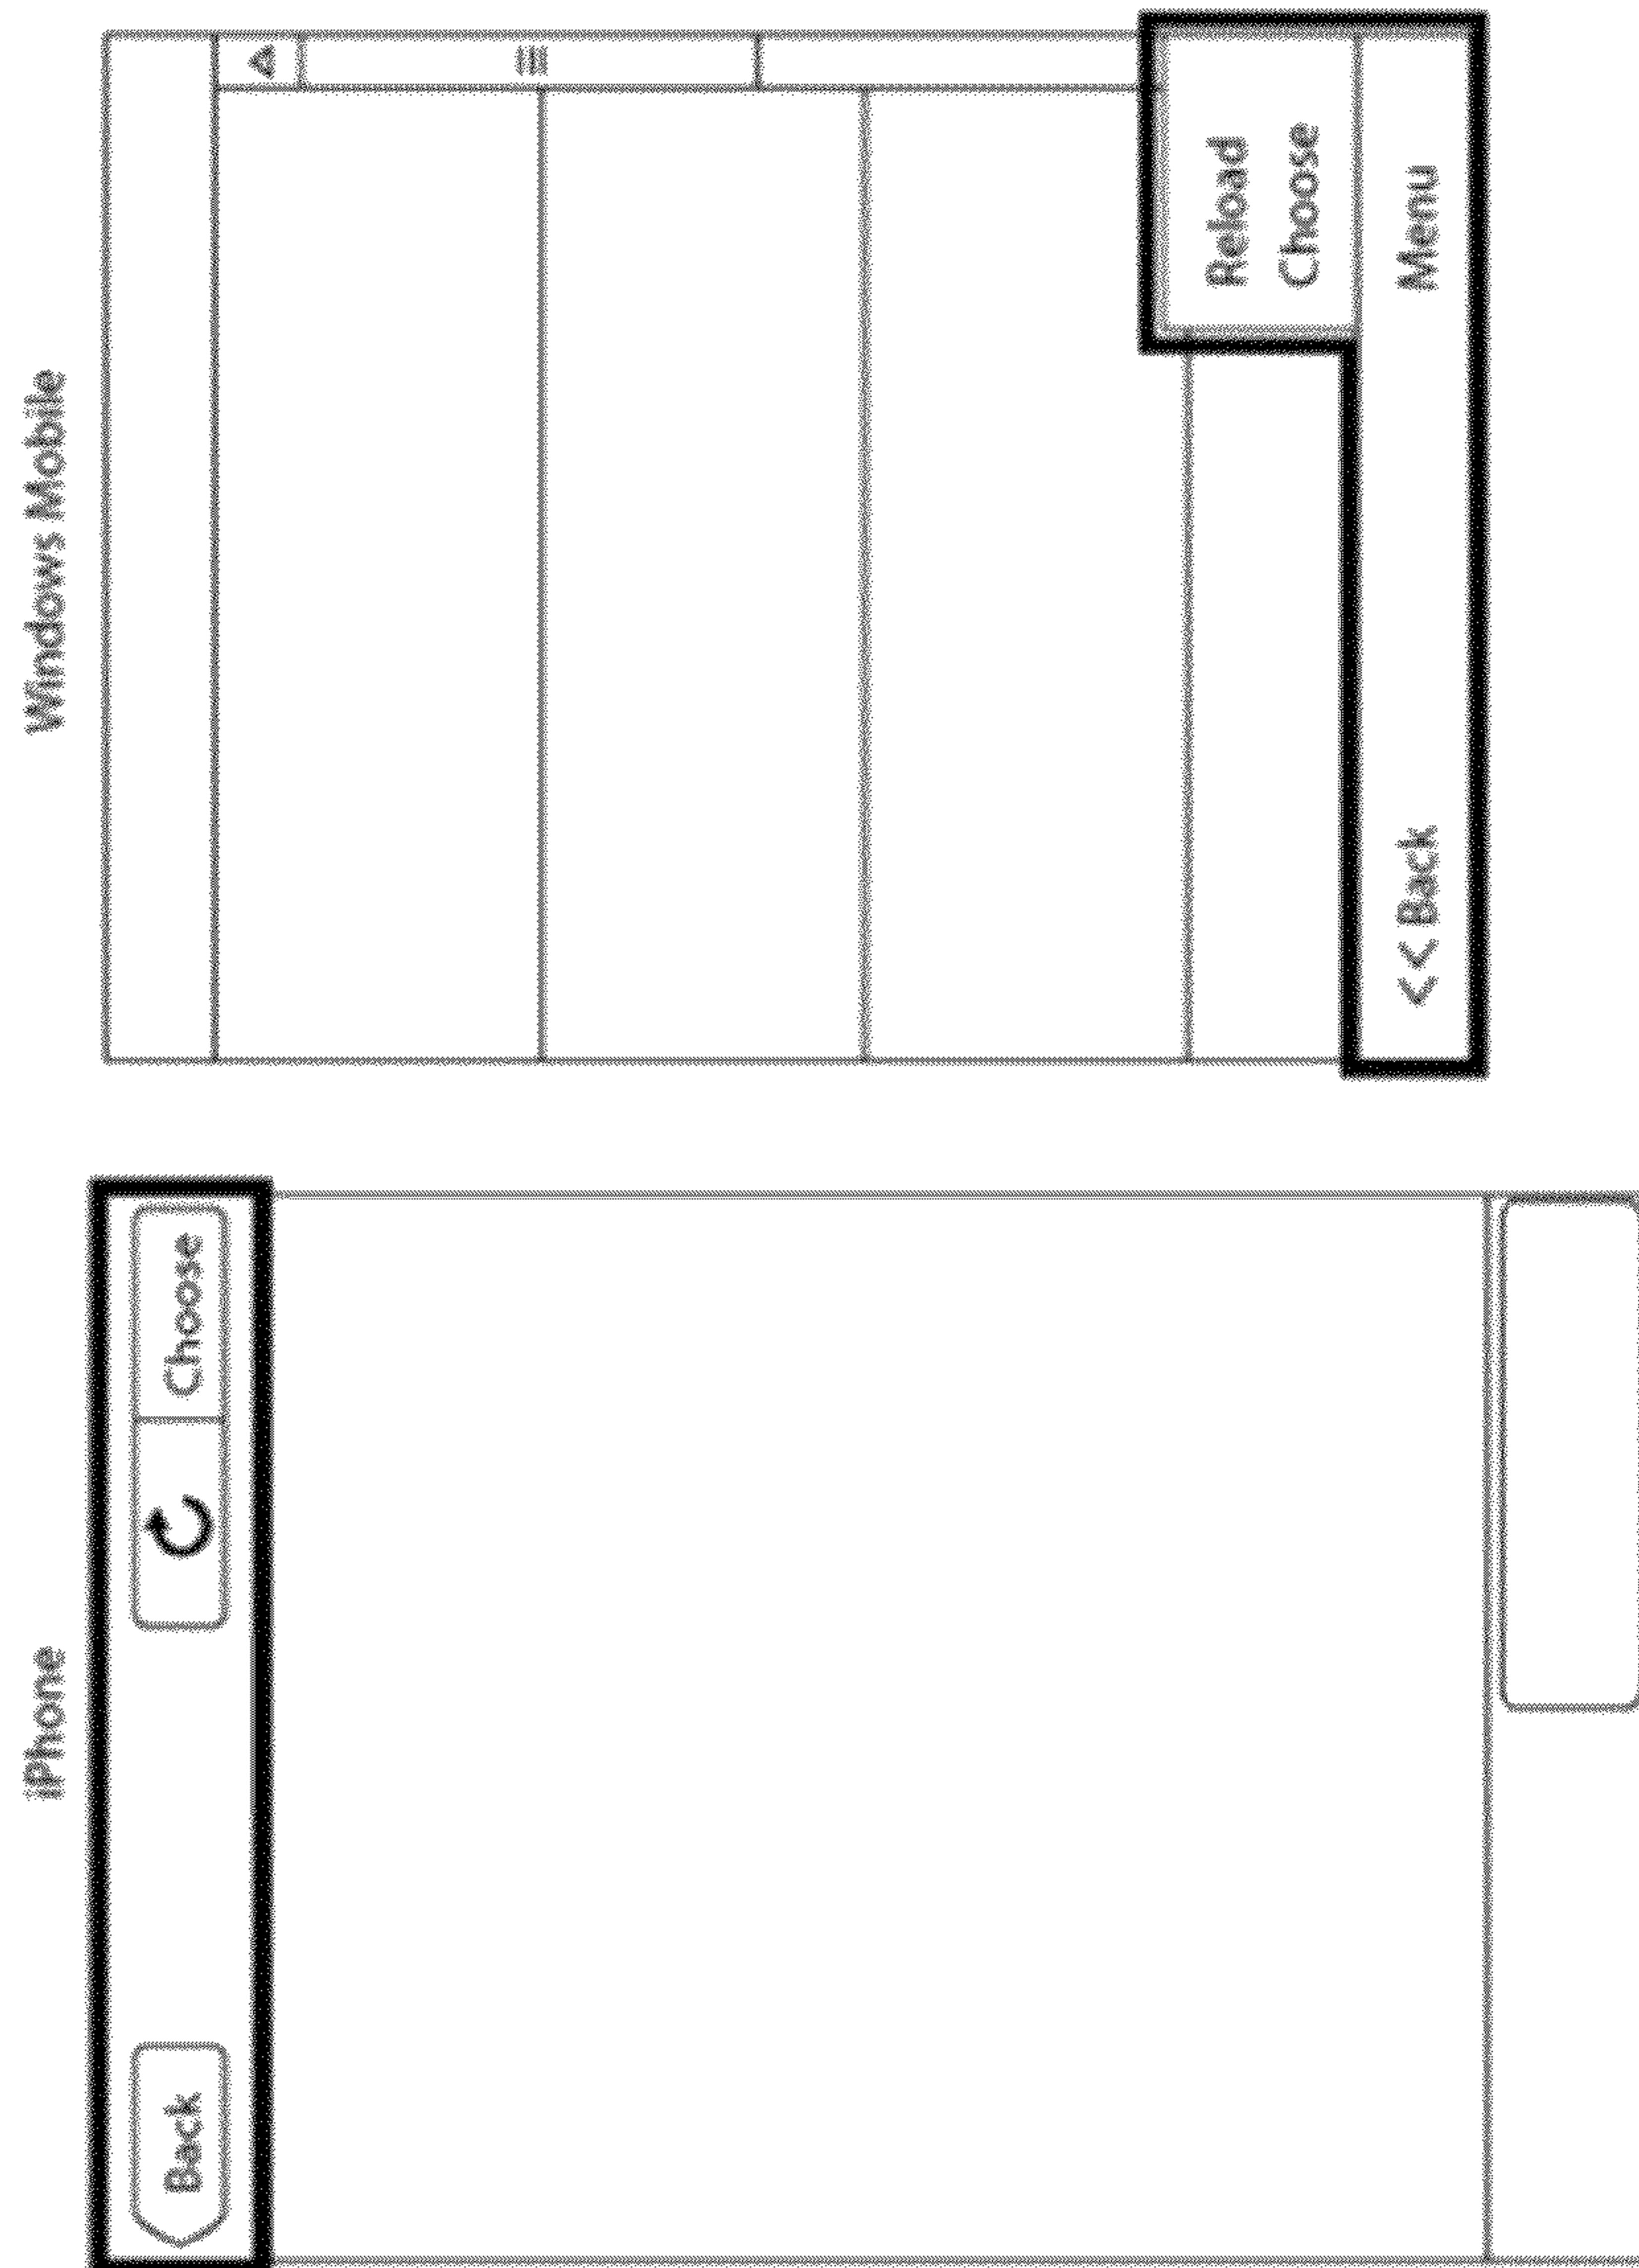 iPhone
Back
Choose
Windows Mobile
Reload
Choose
<< Back
Menu